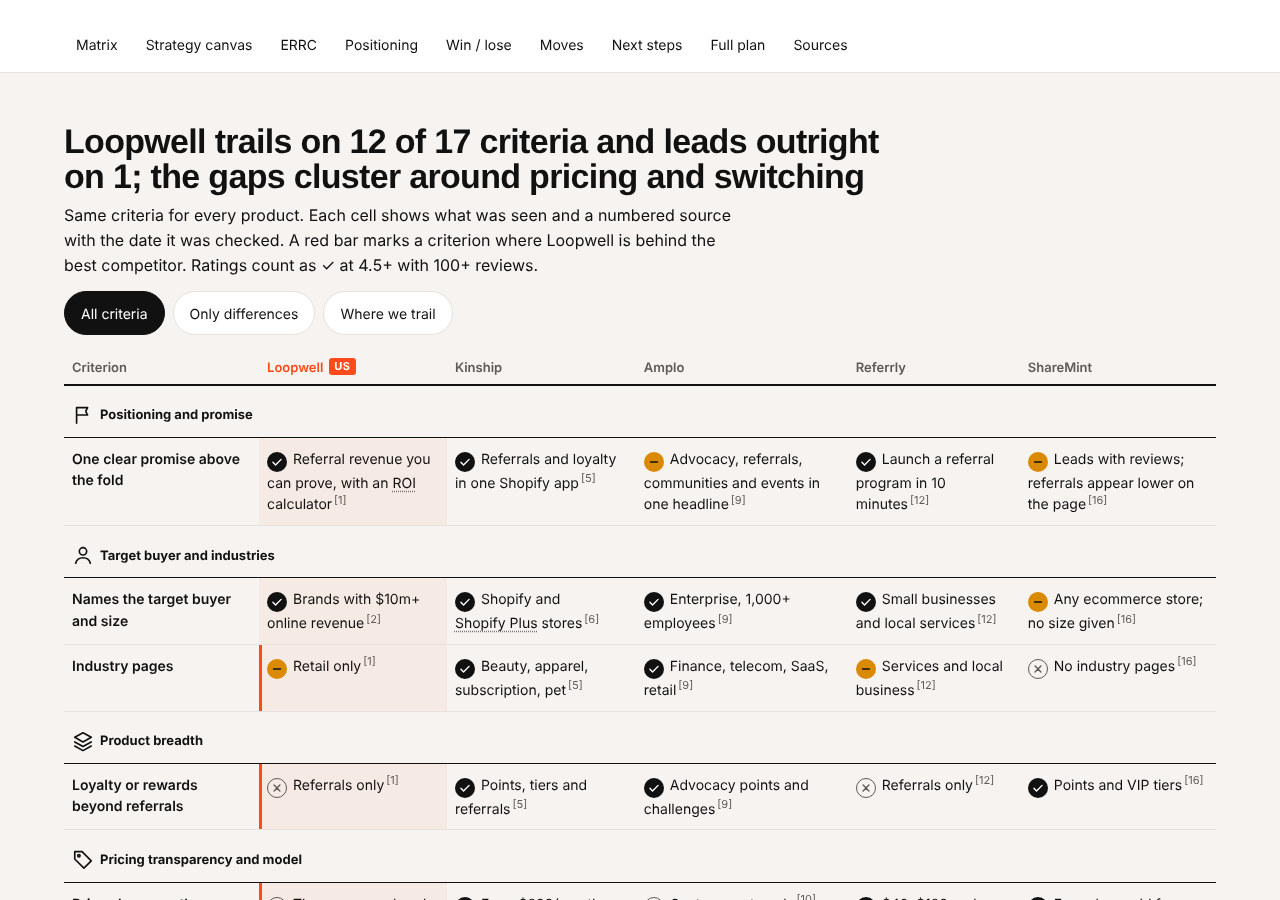 Matrix Strategy canvas ERRC Positioning Win / lose Moves Next steps Full plan Sources
Loopwell trails on 12 of 17 criteria and leads outright
on 1; the gaps cluster around pricing and switching
Same criteria for every product. Each cell shows what was seen and a numbered source
with the date it was checked. A red bar marks a criterion where Loopwell is behind the
best competitor. Ratings count as ✓ at 4.5+ with 100+ reviews.
All criteria Only differences Where we trail
Criterion Loopwell US Kinship Amplo Referrly ShareMint
Positioning and promise
One clear promise above
the fold
Referral revenue you
can prove, with an ROI
calculator [1]
Referrals and loyalty
in one Shopify app [5]
Advocacy, referrals,
communities and events in
one headline [9]
Launch a referral
program in 10
minutes [12]
Leads with reviews;
referrals appear lower on
the page [16]
Target buyer and industries
Names the target buyer
and size
Brands with $10m+
online revenue [2]
Shopify and
Shopify Plus stores [6]
Enterprise, 1,000+
employees [9]
Small businesses
and local services [12]
Any ecommerce store;
no size given [16]
Industry pages
Retail only [1]
Beauty, apparel,
subscription, pet [5]
Finance, telecom, SaaS,
retail [9]
Services and local
business [12]
No industry pages [16]
Product breadth
Loyalty or rewards
beyond referrals
Referrals only [1]
Points, tiers and
referrals [5]
Advocacy points and
challenges [9]
Referrals only [12]
Points and VIP tiers [16]
Pricing transparency and model